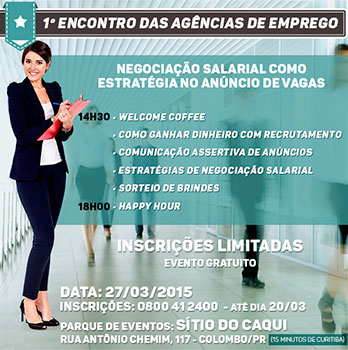 1º ENCONTRO DAS AGÊNCIAS DE EMPREGO
NEGOCIAÇÃO SALARIAL COMO
ESTRATÉGIA NO ANÚNCIO DE VAGAS
14H30 - WELCOME COFFEE
- COMO GANHAR DINHEIRO COM RECRUTAMENTO
- COMUNICAÇÃO ASSERTIVA DE ANÚNCIOS
- ESTRATÉGIAS DE NEGOCIAÇÃO SALARIAL
- SORTEIO DE BRINDES
18H00 - HAPPY HOUR
INSCRIÇÕES LIMITADAS
EVENTO GRATUITO
DATA: 27/03/2015
INSCRIÇÕES: 0800 41 2400 - ATÉ DIA 20/03
PARQUE DE EVENTOS: SÍTIO DO CAQUI
RUA ANTÔNIO CHEMIM, 117 - COLOMBO/PR (15 MINUTOS DE CURITIBA)